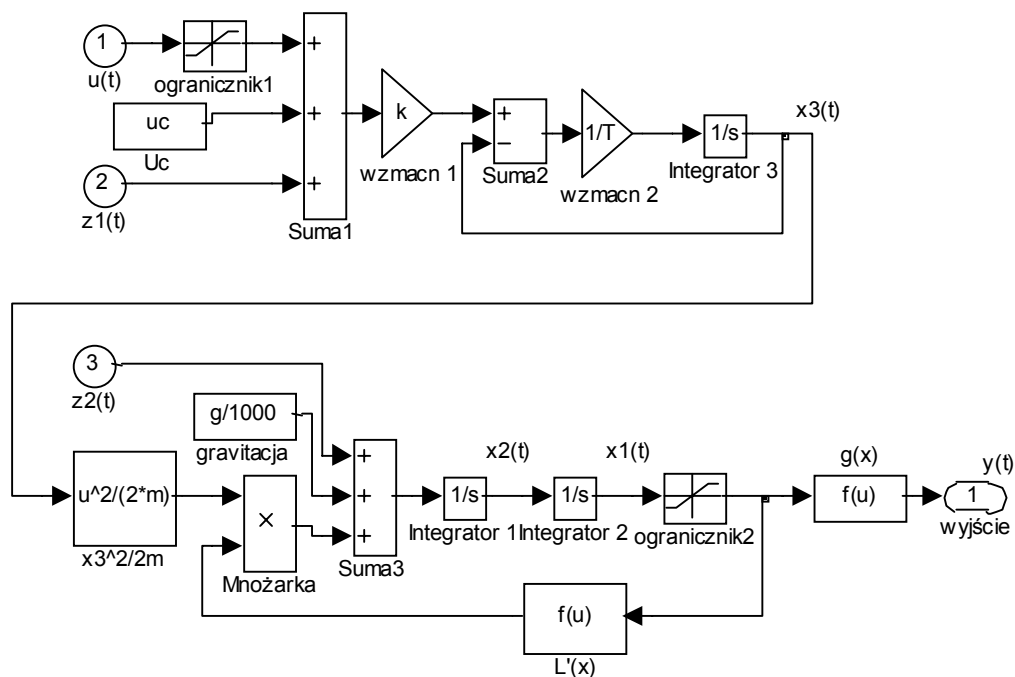 1
u(t)
ogranicznik1
uc
Uc
2
z1(t)
+
+
+
Suma1
k
wzmacn 1
+
−
Suma2
1/T
wzmacn 2
1/s
Integrator 3
x3(t)
3
z2(t)
g/1000
gravitacja
u^2/(2*m)
x3^2/2m
×
Mnożarka
+
+
+
Suma3
1/s
Integrator 1
x2(t)
1/s
Integrator 2
x1(t)
ogranicznik2
g(x)
f(u)
y(t)
1
wyjście
f(u)
L'(x)